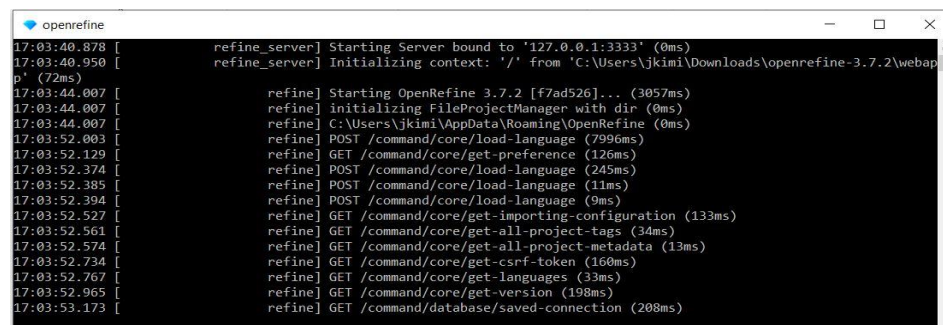 openrefine
17:03:40.878 [ refine_server] Starting Server bound to '127.0.0.1:3333' (0ms)
17:03:40.950 [ refine_server] Initializing context: '/' from 'C:\Users\jkimi\Downloads\openrefine-3.7.2\webap
p' (72ms)
17:03:44.007 [ refine] Starting OpenRefine 3.7.2 [f7ad526]... (3057ms)
17:03:44.007 [ refine] initializing FileProjectManager with dir (0ms)
17:03:44.007 [ refine] C:\Users\jkimi\AppData\Roaming\OpenRefine (0ms)
17:03:52.003 [ refine] POST /command/core/load-language (7996ms)
17:03:52.129 [ refine] GET /command/core/get-preference (126ms)
17:03:52.374 [ refine] POST /command/core/load-language (245ms)
17:03:52.385 [ refine] POST /command/core/load-language (11ms)
17:03:52.394 [ refine] POST /command/core/load-language (9ms)
17:03:52.527 [ refine] GET /command/core/get-importing-configuration (133ms)
17:03:52.561 [ refine] GET /command/core/get-all-project-tags (34ms)
17:03:52.574 [ refine] GET /command/core/get-all-project-metadata (13ms)
17:03:52.734 [ refine] GET /command/core/get-csrf-token (160ms)
17:03:52.767 [ refine] GET /command/core/get-languages (33ms)
17:03:52.965 [ refine] GET /command/core/get-version (198ms)
17:03:53.173 [ refine] GET /command/database/saved-connection (208ms)